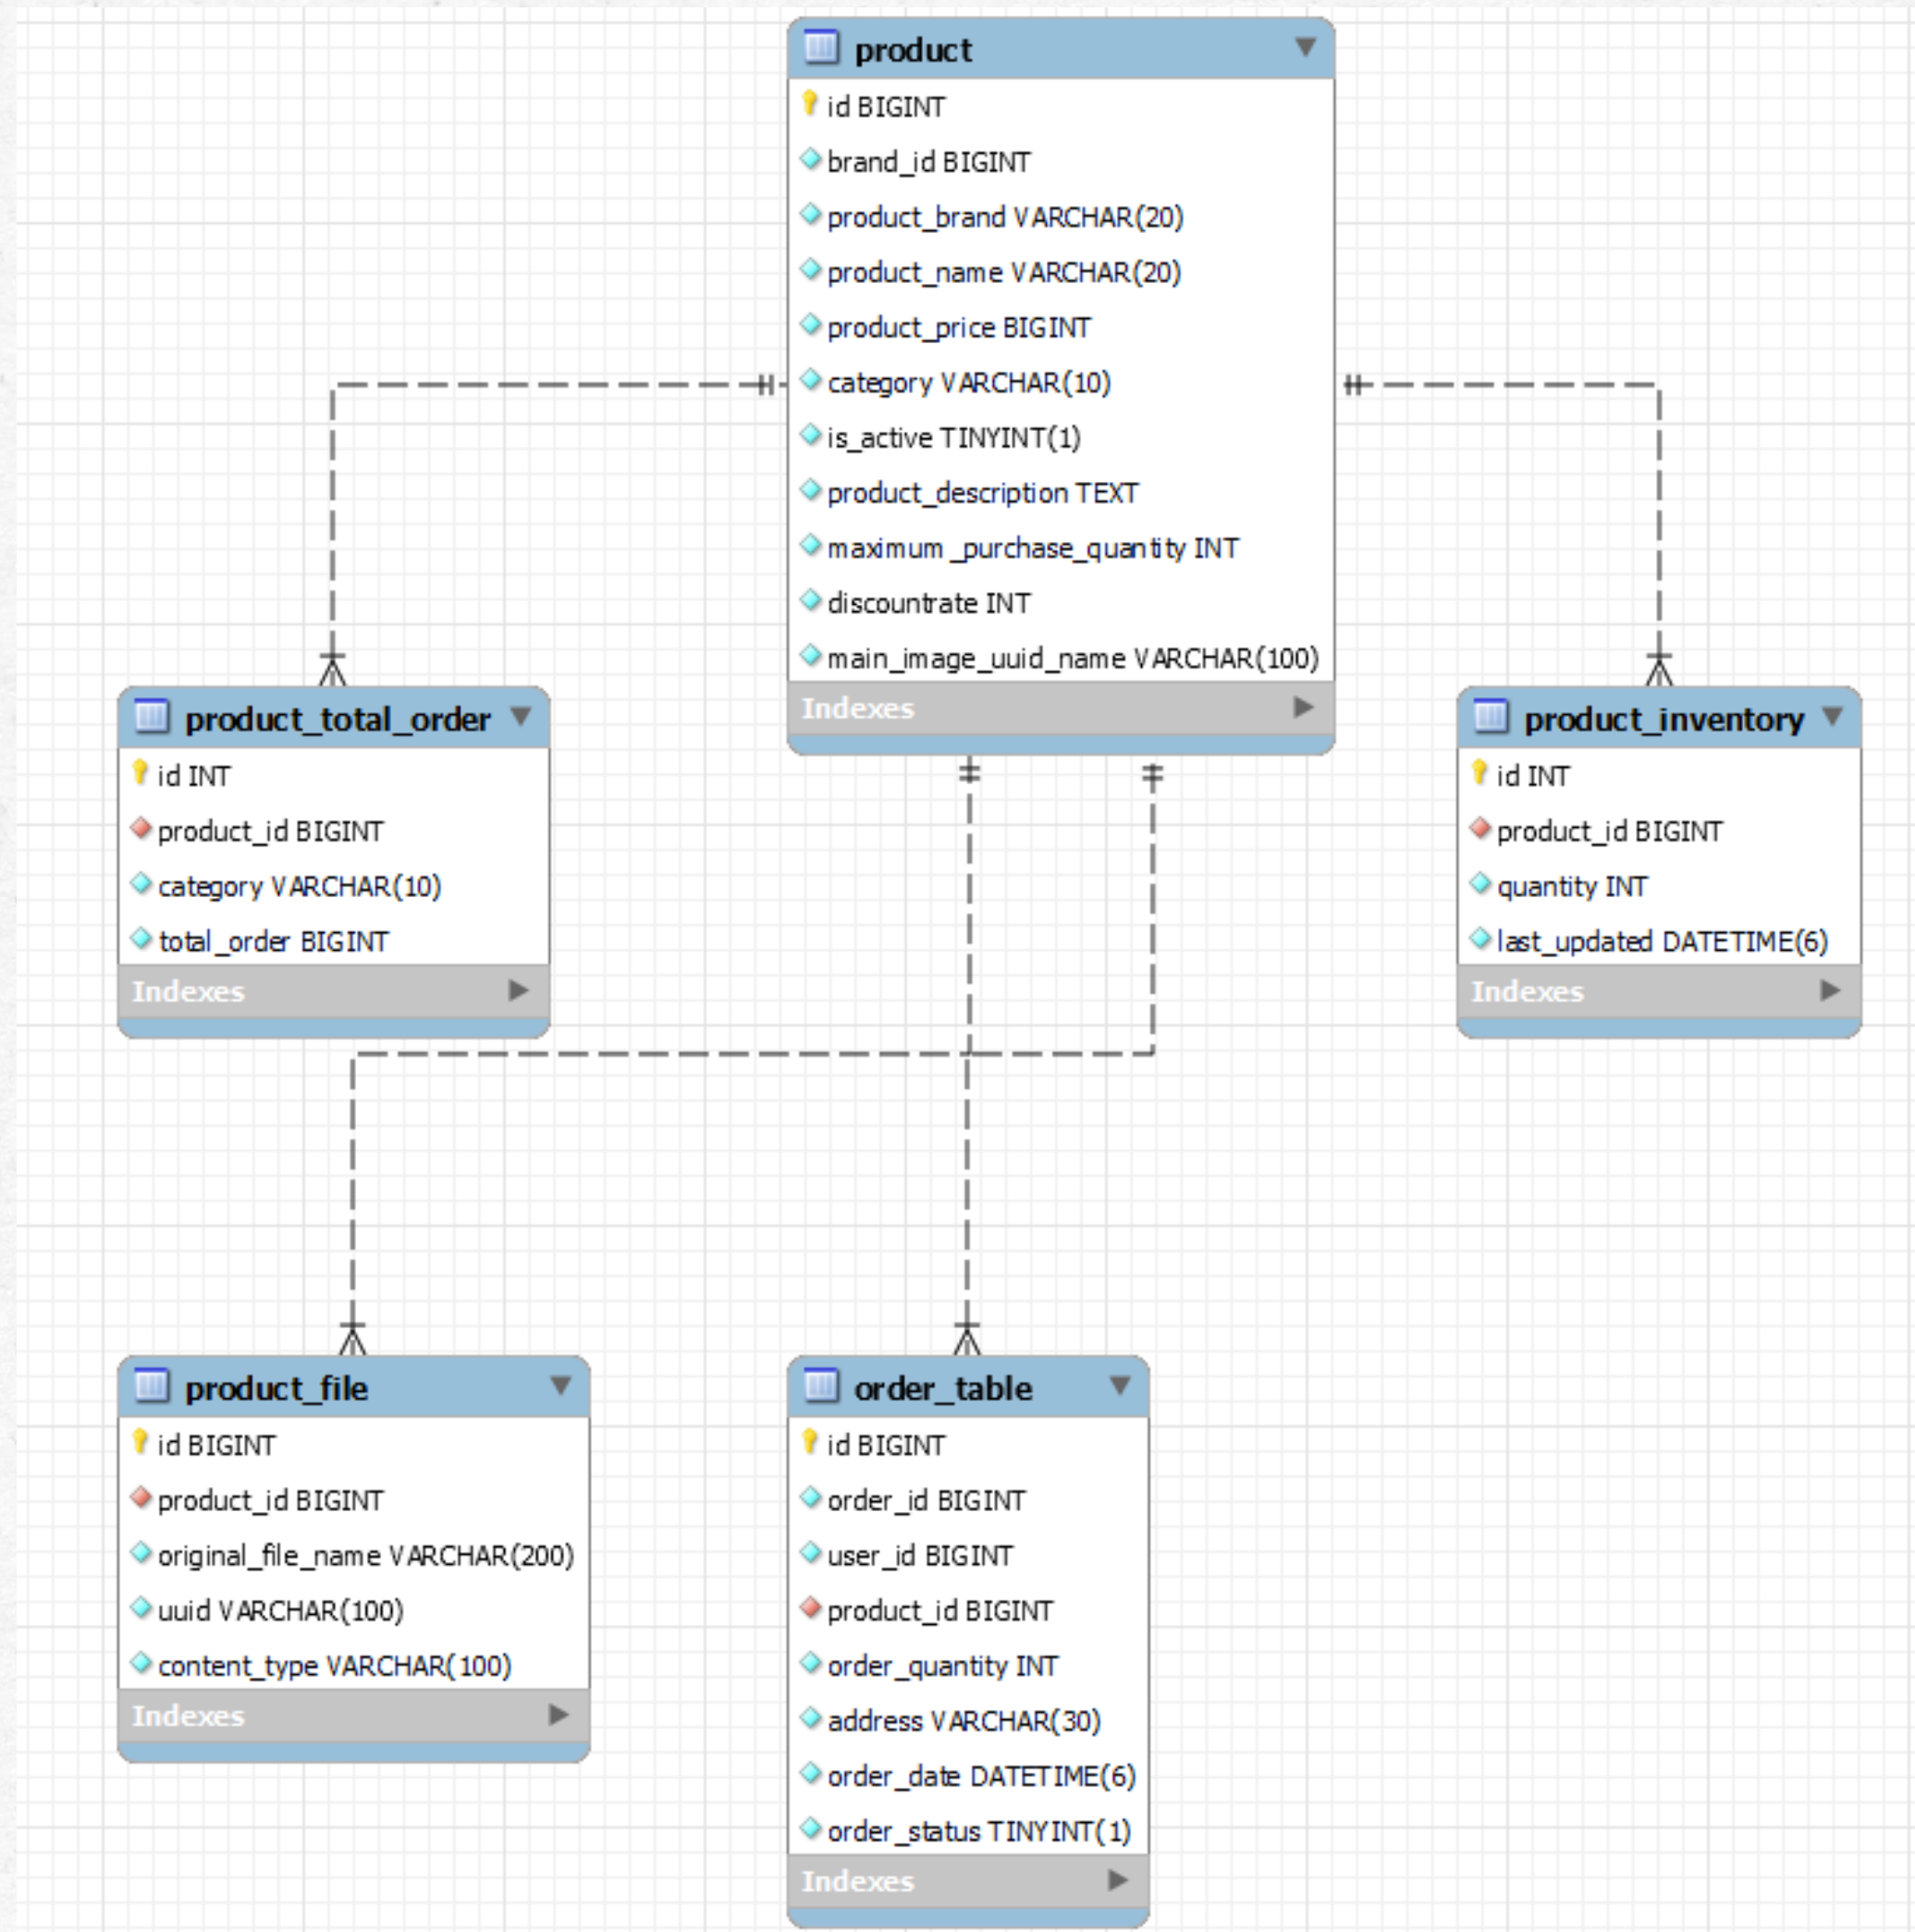 product
id BIGINT
brand_id BIGINT
product_brand VARCHAR(20)
product_name VARCHAR(20)
product_price BIGINT
category VARCHAR(10)
is_active TINYINT(1)
product_description TEXT
maximum_purchase_quantity INT
discountrate INT
main_image_uuid_name VARCHAR(100)
Indexes
product_total_order
id INT
product_id BIGINT
category VARCHAR(10)
total_order BIGINT
Indexes
product_inventory
id INT
product_id BIGINT
quantity INT
last_updated DATETIME(6)
Indexes
product_file
id BIGINT
product_id BIGINT
original_file_name VARCHAR(200)
uuid VARCHAR(100)
content_type VARCHAR(100)
Indexes
order_table
id BIGINT
order_id BIGINT
user_id BIGINT
product_id BIGINT
order_quantity INT
address VARCHAR(30)
order_date DATETIME(6)
order_status TINYINT(1)
Indexes